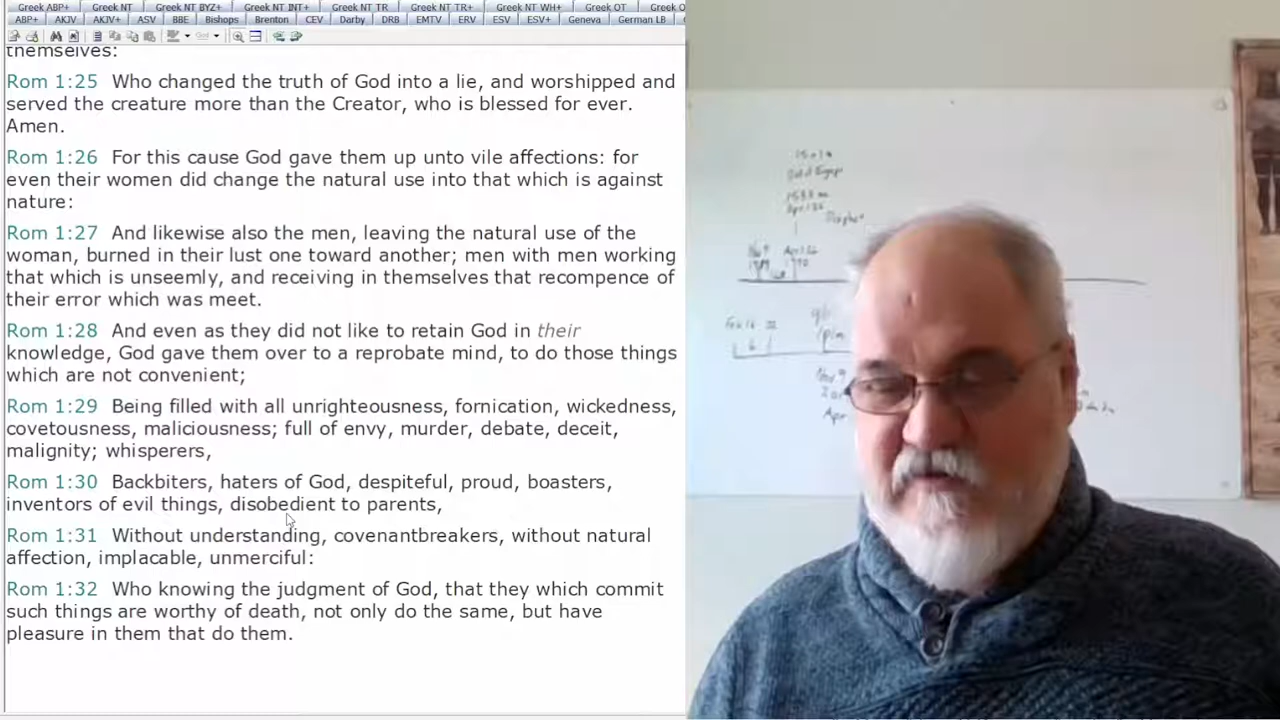 Greek ABP+ Greek NT Greek NT BYZ+ Greek NT INT+ Greek NT TR Greek NT TR+ Greek NT WH+ Greek OT
ABP+ AKJV AKJV+ ASV BBE Bishops Brenton CEV Darby DRB EMTV ERV ESV ESV+ Geneva German LB
themselves:
Rom 1:25 Who changed the truth of God into a lie, and worshipped and
served the creature more than the Creator, who is blessed for ever.
Amen.
Rom 1:26 For this cause God gave them up unto vile affections: for
even their women did change the natural use into that which is against
nature:
Rom 1:27 And likewise also the men, leaving the natural use of the
woman, burned in their lust one toward another; men with men working
that which is unseemly, and receiving in themselves that recompence of
their error which was meet.
Rom 1:28 And even as they did not like to retain God in their
knowledge, God gave them over to a reprobate mind, to do those things
which are not convenient;
Rom 1:29 Being filled with all unrighteousness, fornication, wickedness,
covetousness, maliciousness; full of envy, murder, debate, deceit,
malignity; whisperers,
Rom 1:30 Backbiters, haters of God, despiteful, proud, boasters,
inventors of evil things, disobedient to parents,
Rom 1:31 Without understanding, covenantbreakers, without natural
affection, implacable, unmerciful:
Rom 1:32 Who knowing the judgment of God, that they which commit
such things are worthy of death, not only do the same, but have
pleasure in them that do them.
Nov 9